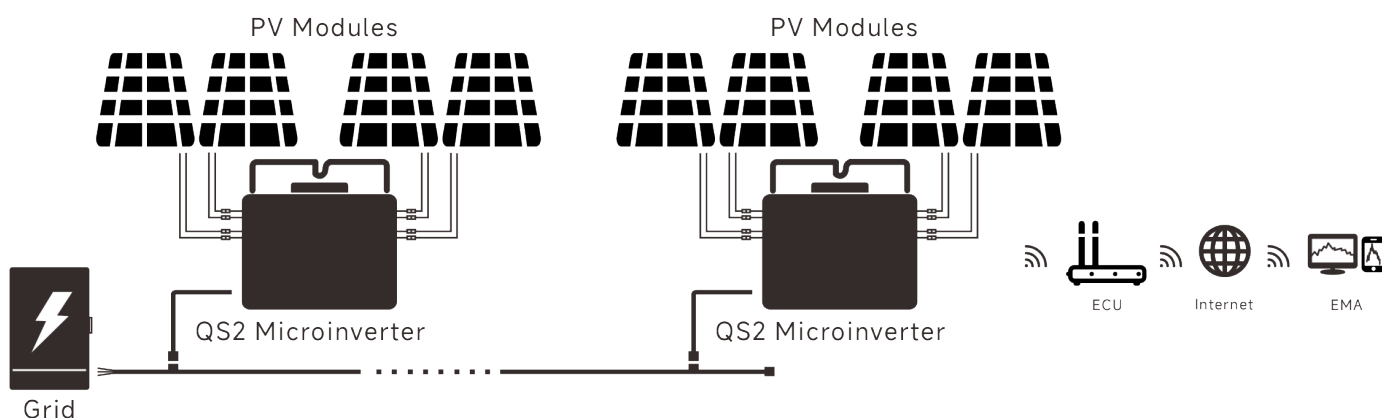 PV Modules
PV Modules
QS2 Microinverter
QS2 Microinverter
ECU
Internet
EMA
Grid